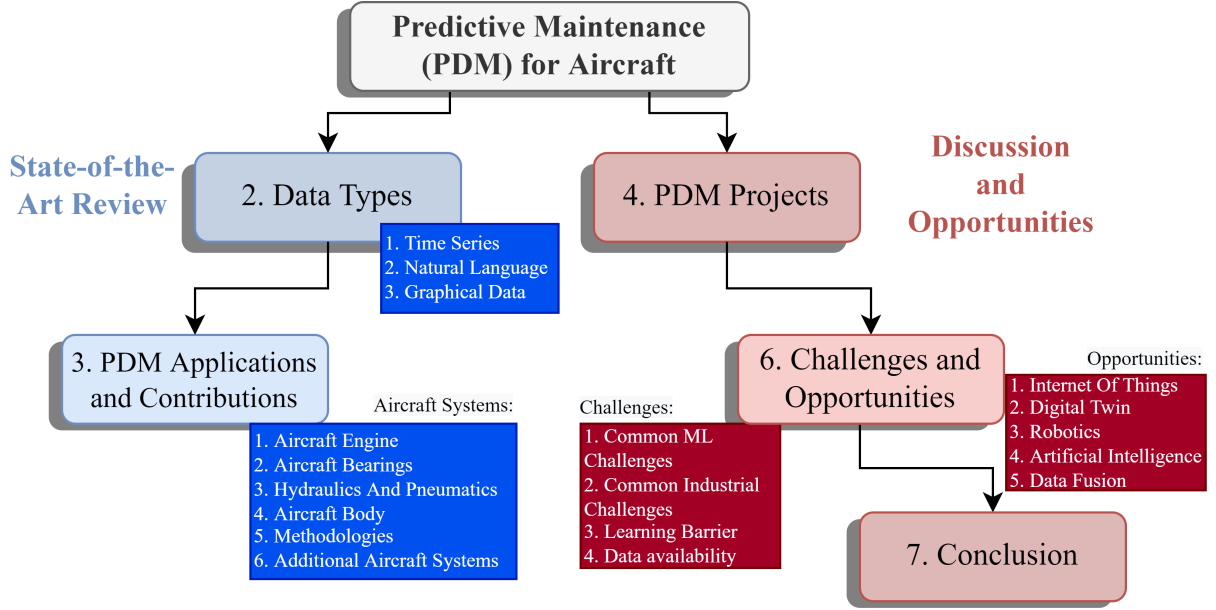 Predictive Maintenance
(PDM) for Aircraft
State-of-the-
Art Review
2. Data Types
1. Time Series
2. Natural Language
3. Graphical Data
3. PDM Applications
and Contributions
Aircraft Systems:
1. Aircraft Engine
2. Aircraft Bearings
3. Hydraulics And Pneumatics
4. Aircraft Body
5. Methodologies
6. Additional Aircraft Systems
Discussion
and
Opportunities
4. PDM Projects
6. Challenges and
Opportunities
Challenges:
1. Common ML
Challenges
2. Common Industrial
Challenges
3. Learning Barrier
4. Data availability
Opportunities:
1. Internet Of Things
2. Digital Twin
3. Robotics
4. Artificial Intelligence
5. Data Fusion
7. Conclusion